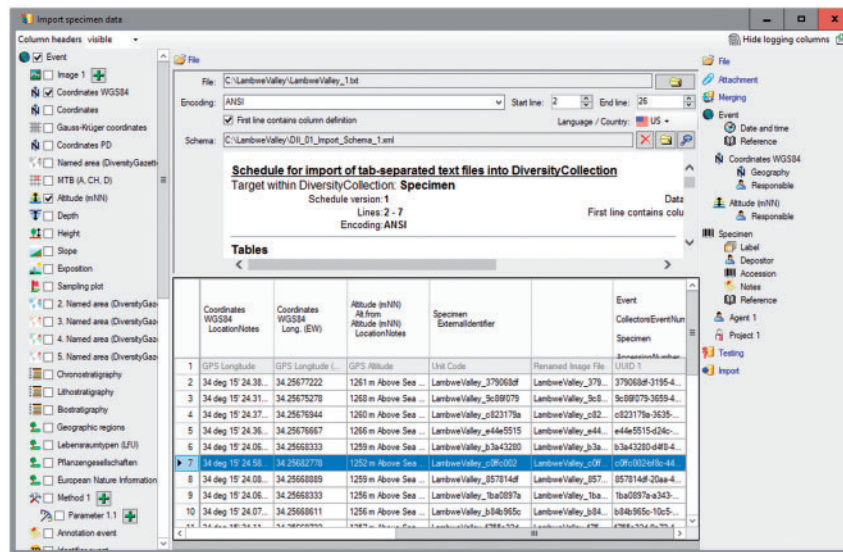 Import specimen data
Column headers visible
Hide logging columns
Event
Image 1
Coordinates WGS84
Coordinates
Gauss-Krüger coordinates
Coordinates PD
Named area (DiversityGazett
MTB (A, CH, D)
Altitude (mNN)
Depth
Height
Slope
Exposition
Sampling plot
2. Named area (DiversityGaz
3. Named area (DiversityGaz
4. Named area (DiversityGaz
5. Named area (DiversityGaz
Chronostratigraphy
Lithostratigraphy
Biostratigraphy
Geographic regions
Lebensraumtypen (LfU)
Pflanzengesellschaften
European Nature Information
Method 1
Parameter 1.1
Annotation event
File
File: C:\LambweValley\LambweValley_1.txt
Encoding: ANSI Start line: 2 End line: 26
First line contains column definition Language / Country: US
Schema: C:\LambweValley\DII_01_Import_Schema_1.xml
Schedule for import of tab-separated text files into DiversityCollection
Target within DiversityCollection: Specimen
Schedule version: 1 Data
Lines: 2 - 7 First line contains colu
Encoding: ANSI
Tables
Coordinates WGS84 LocationNotes
Coordinates WGS84 Long. (EW)
Altitude (mNN) Alt.from Altitude (mNN) LocationNotes
Specimen ExternalIdentifier
Event CollectorsEventNun Specimen AccessionNumber
1 GPS Longitude GPS Longitude (... GPS Altitude Unit Code Renamed Image File UUID 1
2 34 deg 15' 24.38... 34.25677222 1261 m Above Sea ... LambweValley_379068df LambweValley_379... 379068df-3195-4...
3 34 deg 15' 24.31... 34.25675278 1268 m Above Sea ... LambweValley_9c86f079 LambweValley_9c8... 9c86f079-3659-4...
4 34 deg 15' 24.37... 34.25676944 1260 m Above Sea ... LambweValley_c823179a LambweValley_c82... c823179a-3635-...
5 34 deg 15' 24.36... 34.25676667 1266 m Above Sea ... LambweValley_e44e5515 LambweValley_e44... e44e5515-d24c-...
6 34 deg 15' 24.06... 34.25668333 1259 m Above Sea ... LambweValley_b3a43280 LambweValley_b3a... b3a43280-d4f8-4...
7 34 deg 15' 24.58... 34.25682778 1252 m Above Sea ... LambweValley_c0ffc002 LambweValley_c0ff... c0ffc002-bf8c-44...
8 34 deg 15' 24.08... 34.25668889 1259 m Above Sea ... LambweValley_857814df LambweValley_857... 857814df-20aa-4...
9 34 deg 15' 24.06... 34.25668333 1256 m Above Sea ... LambweValley_1ba0897a LambweValley_1ba... 1ba0897a-a343-...
10 34 deg 15' 24.07... 34.25668611 1256 m Above Sea ... LambweValley_b84b965c LambweValley_b84... b84b965c-10c5-...
File
Attachment
Merging
Event
Date and time
Reference
Coordinates WGS84
Geography
Responsible
Altitude (mNN)
Responsible
Specimen
Label
Depositor
Accession
Notes
Reference
Agent 1
Project 1
Testing
Import